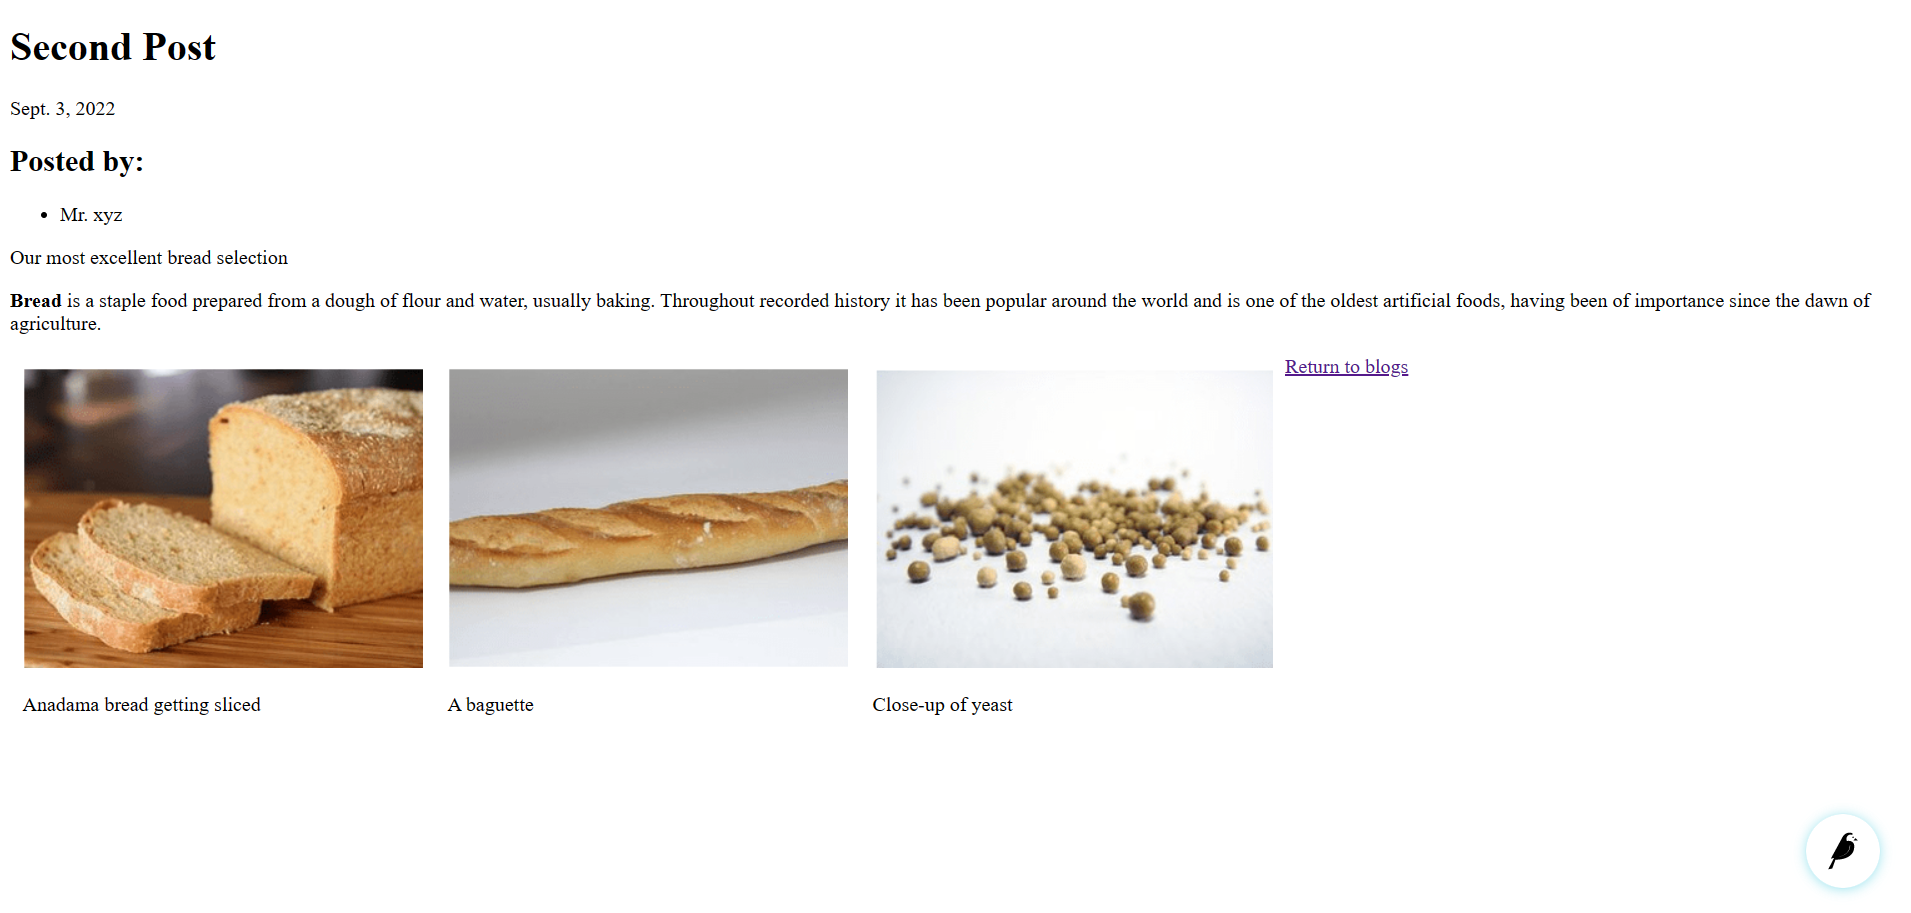 Second Post
Sept. 3, 2022
Posted by:
Mr. xyz
Our most excellent bread selection
Bread is a staple food prepared from a dough of flour and water, usually baking. Throughout recorded history it has been popular around the world and is one of the oldest artificial foods, having been of importance since the dawn of
agriculture.
Return to blogs
Anadama bread getting sliced
A baguette
Close-up of yeast